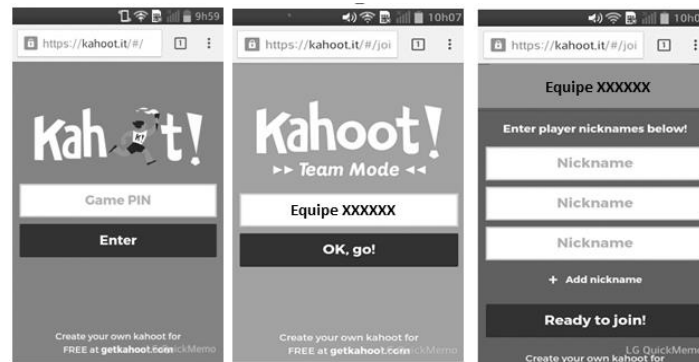 9h59
https://kahoot.it/#/
1
Kahoot!
K!
Game PIN
Enter
Create your own kahoot for
FREE at getkahoot.com
10h07
https://kahoot.it/#/joi
1
Kahoot!
Team Mode
Equipe XXXXXX
OK, go!
Create your own kahoot for
FREE at getkahoot.com
https://kahoot.it/#/joi
1
Equipe XXXXXX
Enter player nicknames below!
Nickname
Nickname
Nickname
+ Add nickname
Ready to join!
LG QuickMemo
Create your own kahoot for